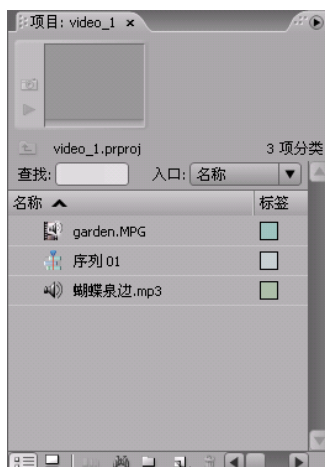 项目: video_1 ×
video_1.prproj 3 项分类
查找: 入口: 名称
名称 标签
garden.MPG
序列 01
蝴蝶泉边.mp3